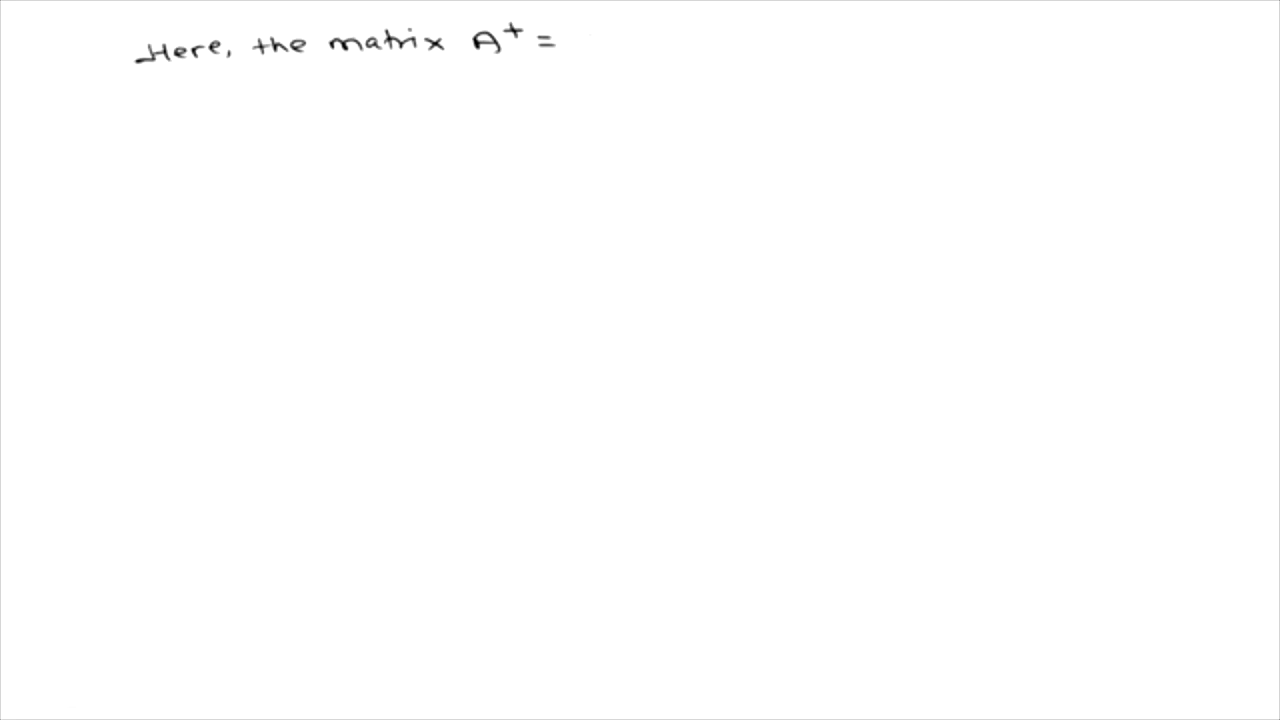 Here, the matrix A⁺ =